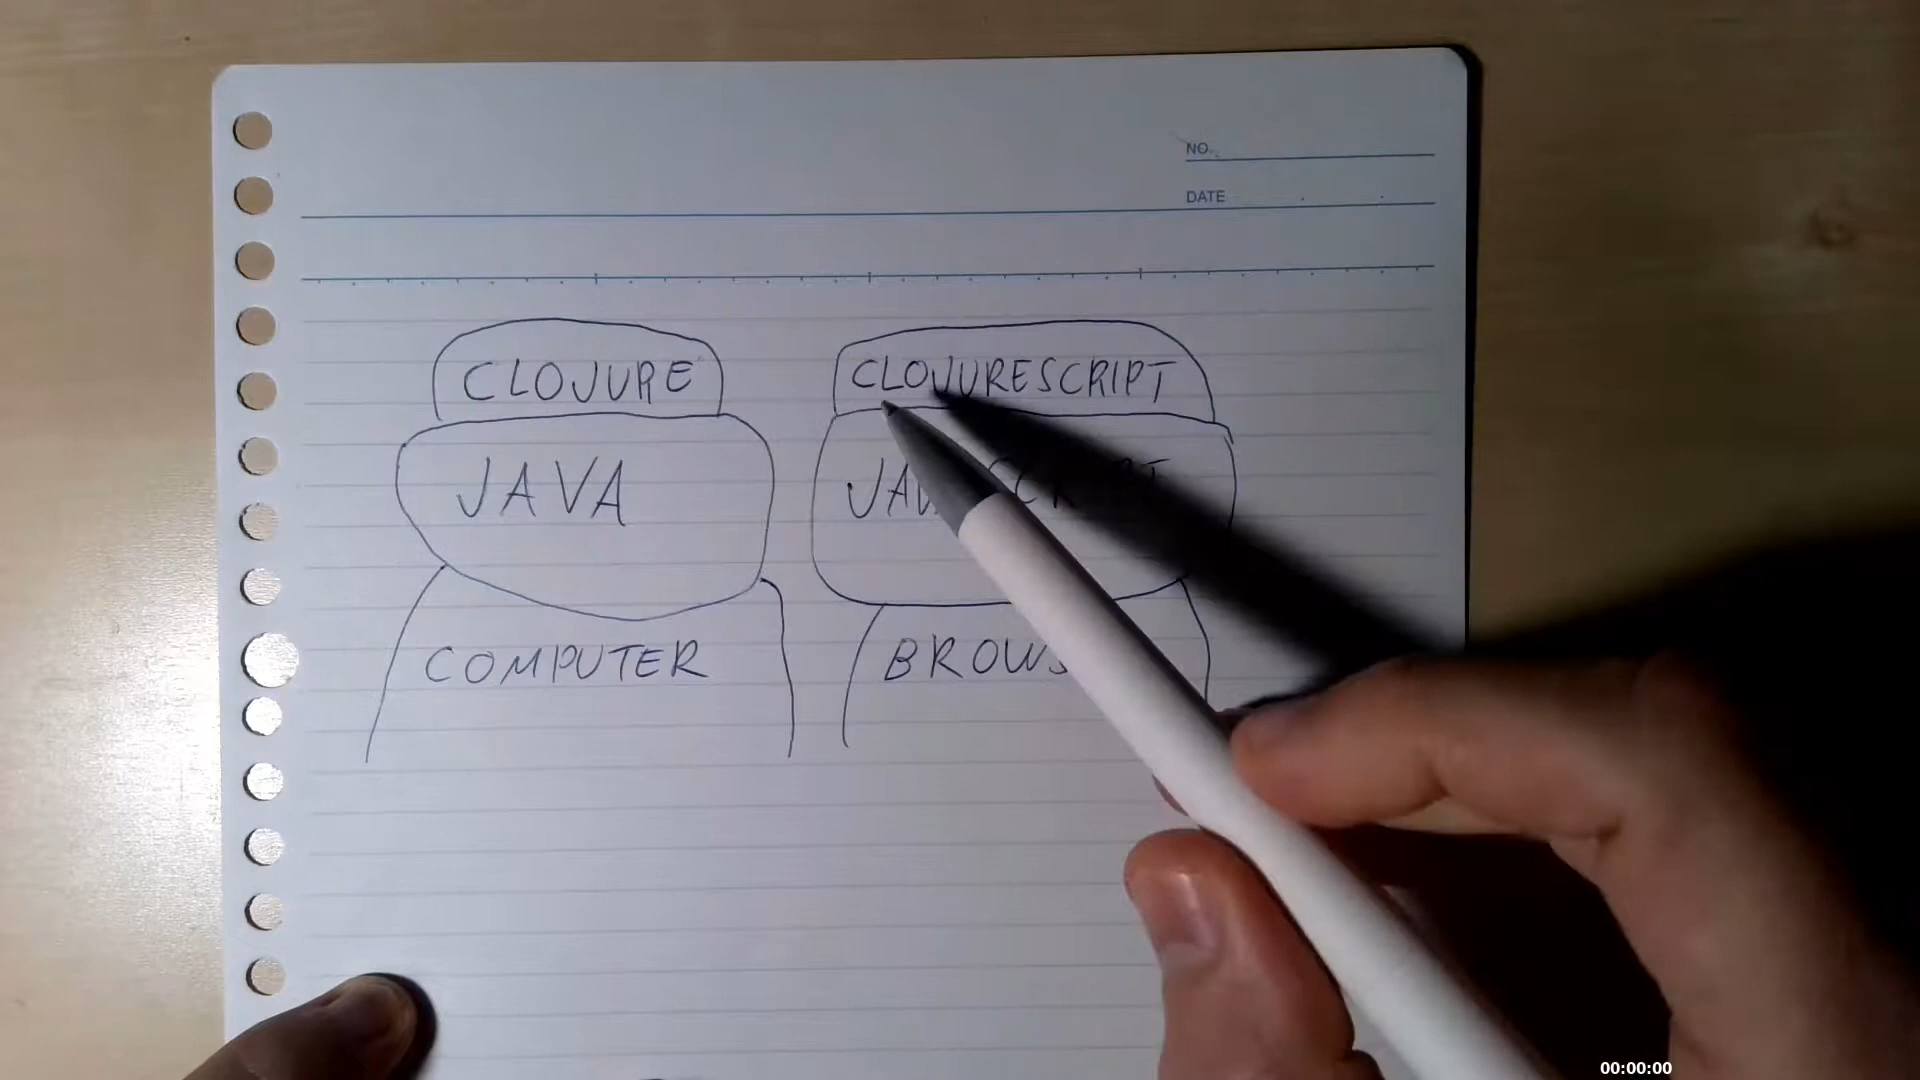 NO.
DATE
CLOJURE
CLOJURESCRIPT
JAVA
COMPUTER
00:00:00